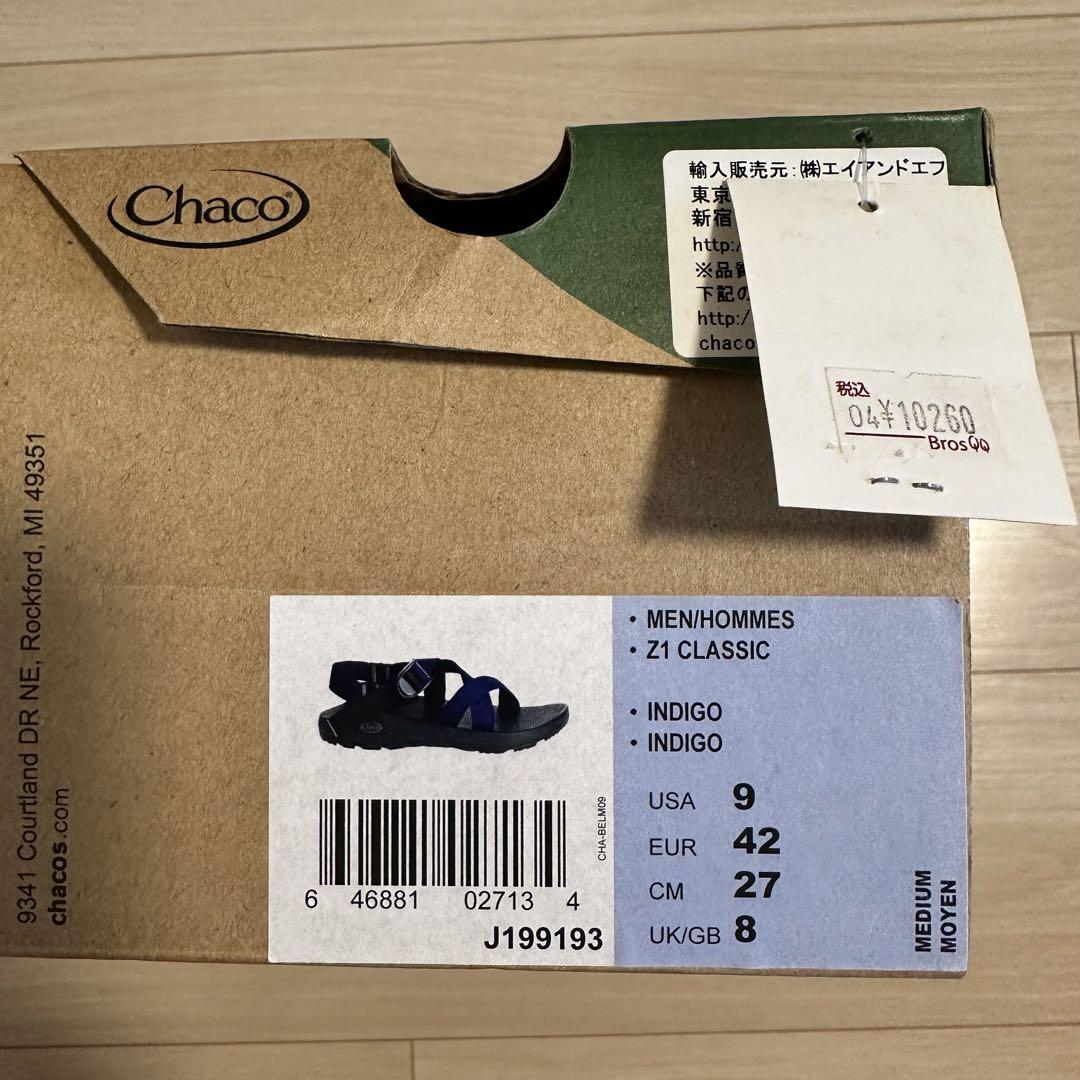 Chaco®
輸入販売元:㈱エイアンドエフ
東京
新宿
http:/
※品質
下記の
http:/
chaco
税込
04¥10260
BrosQQ
9341 Courtland DR NE, Rockford, MI 49351
chacos.com
• MEN/HOMMES
• Z1 CLASSIC
• INDIGO
• INDIGO
USA 9
EUR 42
CM 27
UK/GB 8
MEDIUM
MOYEN
Chaco
CHA-BELM09
6 46881 02713 4
J199193